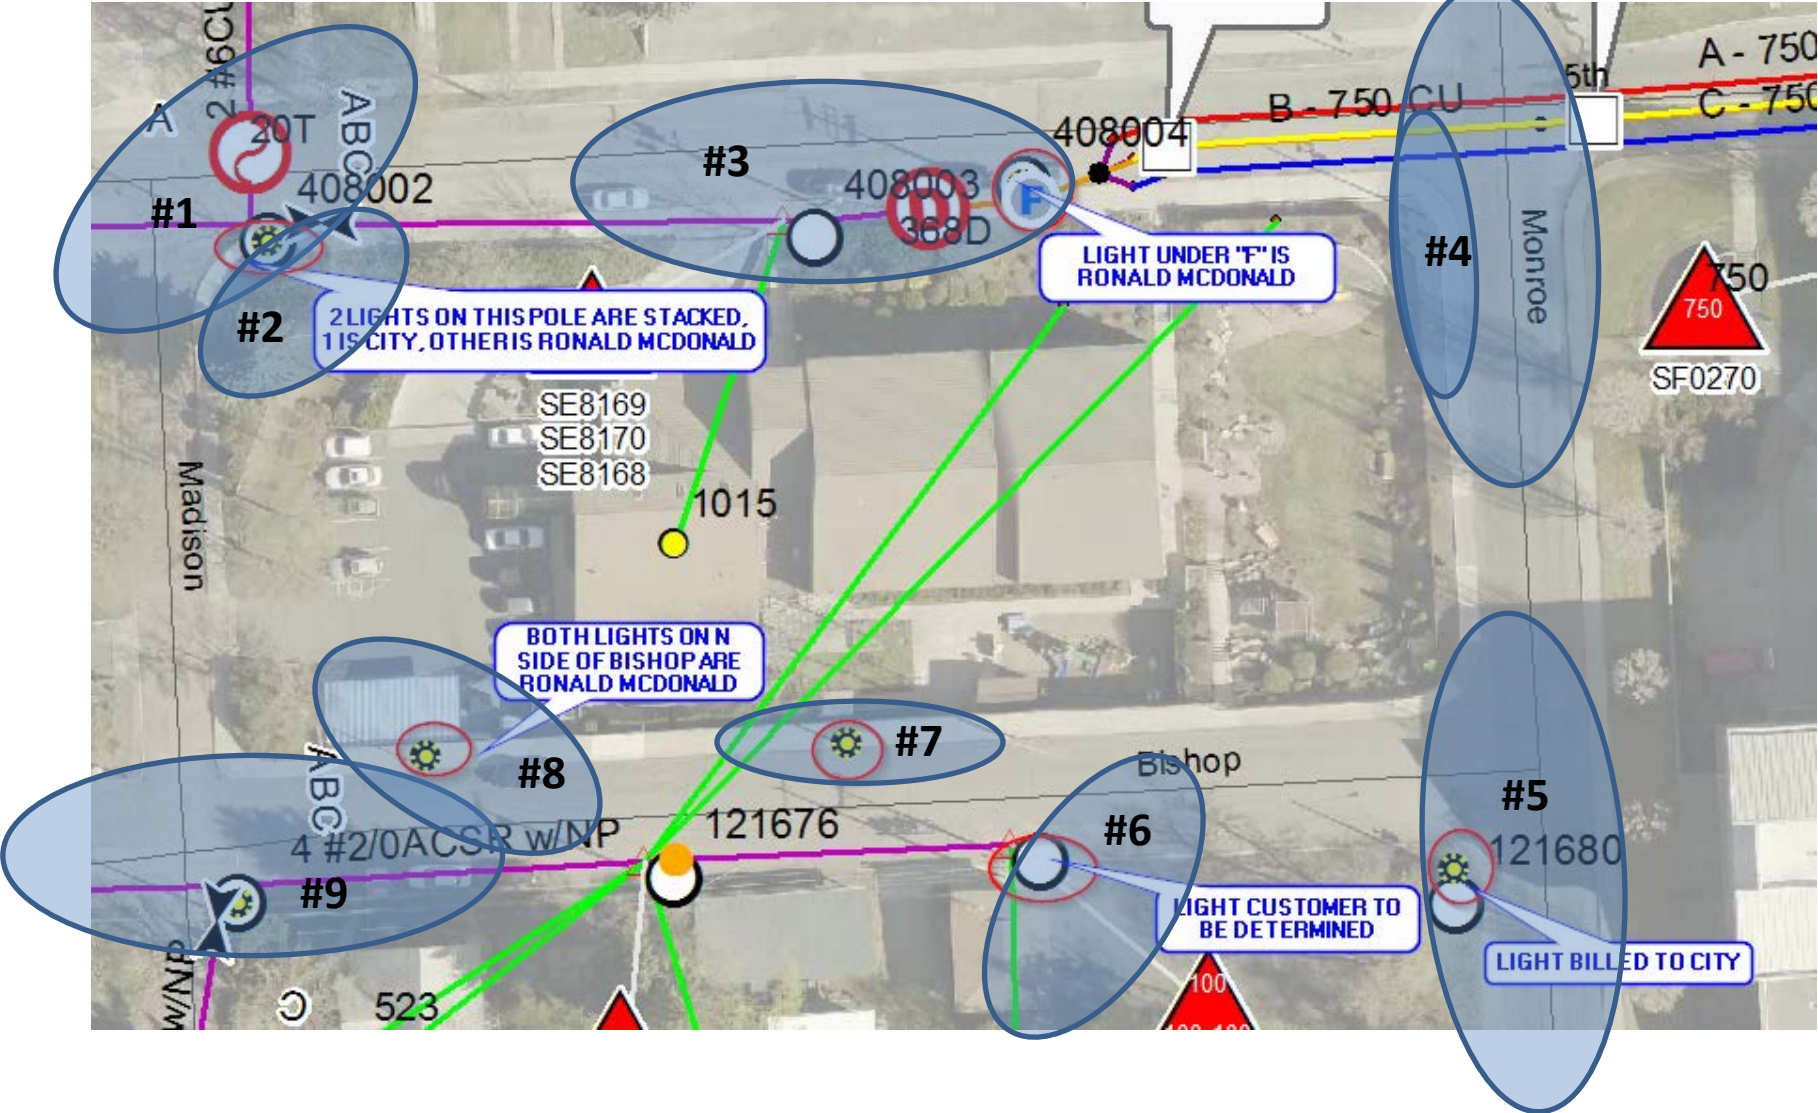 2 #6CU
A
20T
ABC
#1
408002
#2
2 LIGHTS ON THIS POLE ARE STACKED,
1 IS CITY, OTHER IS RONALD MCDONALD
#3
408003
368D
F
408004
LIGHT UNDER "F" IS
RONALD MCDONALD
B - 750 CU
5th
A - 750
C - 750
#4
Monroe
750
750
SF0270
SE8169
SE8170
SE8168
Madison
1015
BOTH LIGHTS ON N
SIDE OF BISHOP ARE
RONALD MCDONALD
#7
#8
Bishop
ABC
4 #2/0ACSR w/NP
#9
121676
#6
#5
121680
LIGHT CUSTOMER TO
BE DETERMINED
LIGHT BILLED TO CITY
C
523
100